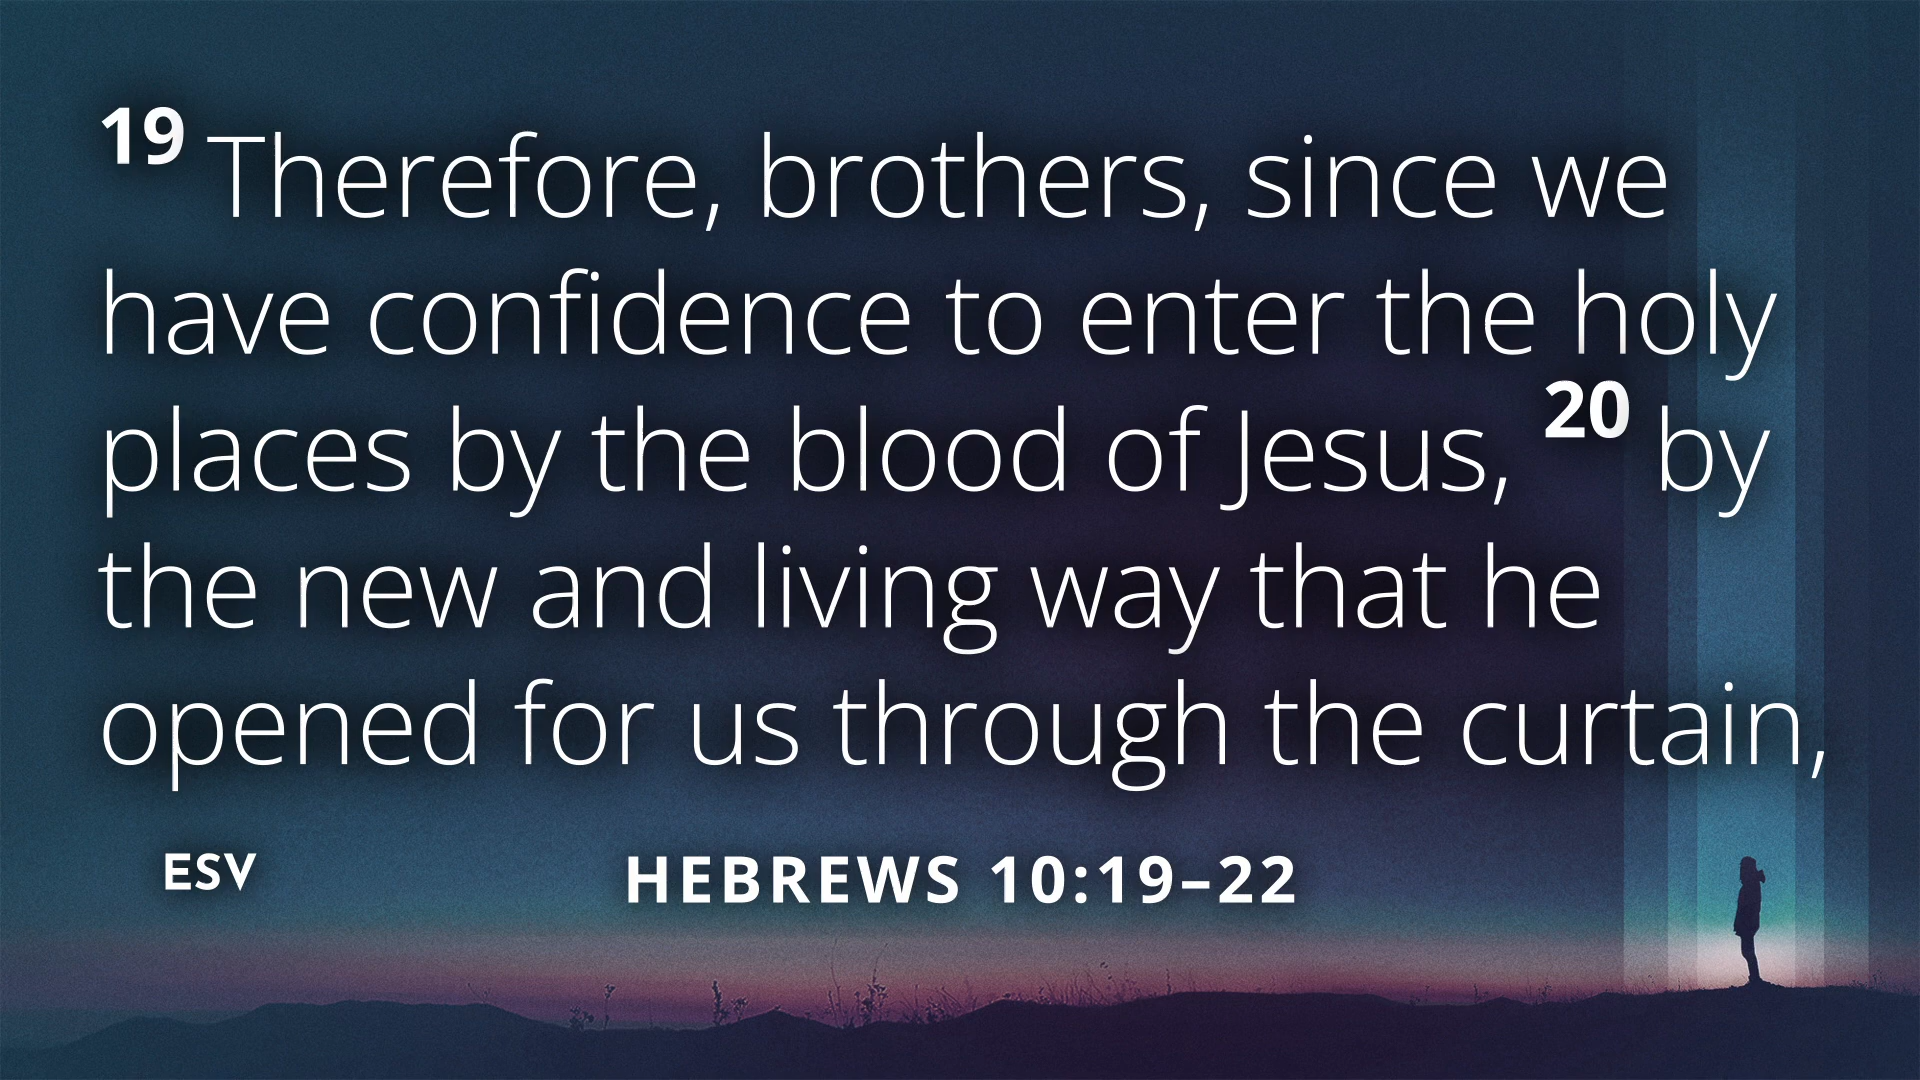 19 Therefore, brothers, since we
have confidence to enter the holy
places by the blood of Jesus, 20 by
the new and living way that he
opened for us through the curtain,
ESV
HEBREWS 10:19–22